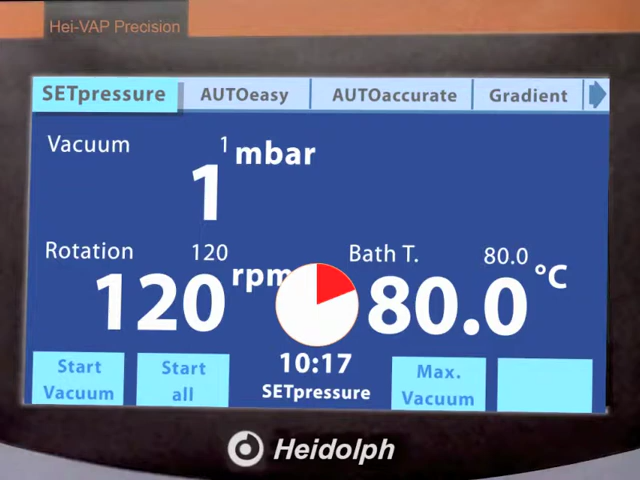 Hei-VAP Precision
SETpressure AUTOeasy AUTOaccurate Gradient
Vacuum 1 mbar
1
Rotation 120 Bath T. 80.0
120 rpm 80.0 °C
10:17
SETpressure
Start
Vacuum
Start
all
Max.
Vacuum
Heidolph